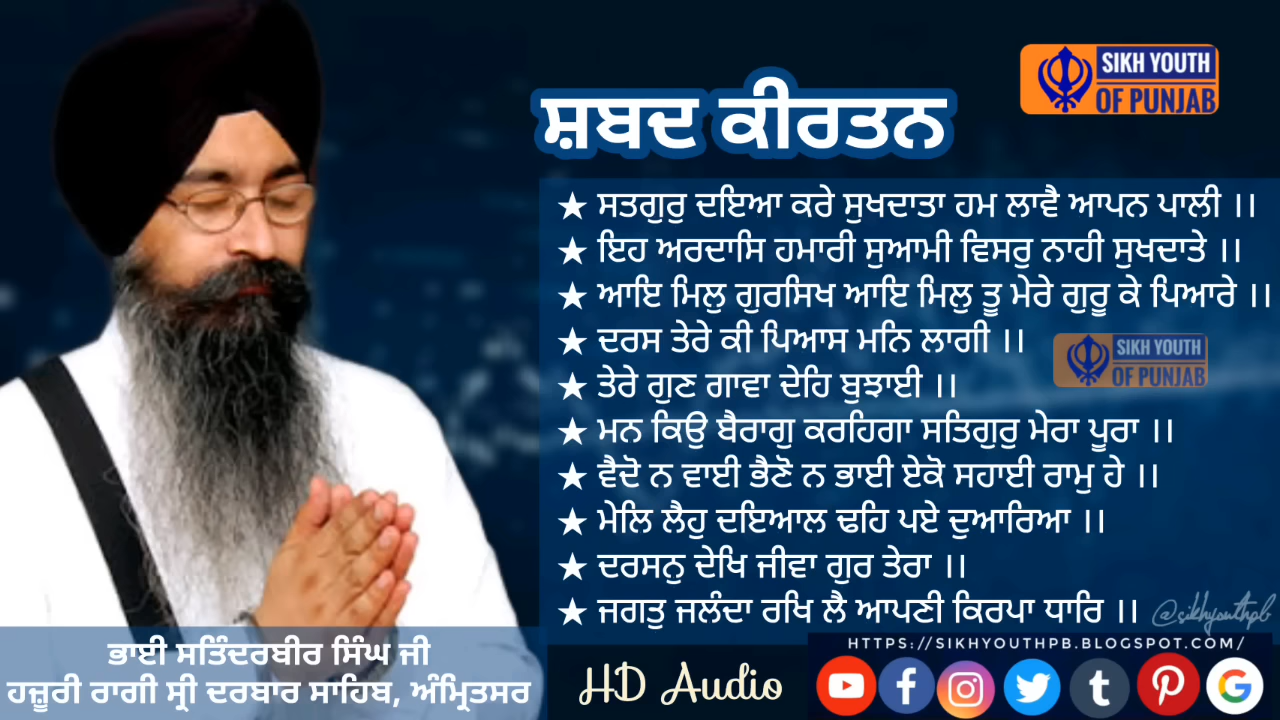 ਸ਼ਬਦ ਕੀਰਤਨ
SIKH YOUTH
OF PUNJAB
★ ਸਤਗੁਰੁ ਦਇਆ ਕਰੇ ਸੁਖਦਾਤਾ ਹਮ ਲਾਵੈ ਆਪਨ ਪਾਲੀ ।।
★ ਇਹ ਅਰਦਾਸਿ ਹਮਾਰੀ ਸੁਆਮੀ ਵਿਸਰੁ ਨਾਹੀ ਸੁਖਦਾਤੇ ।।
★ ਆਇ ਮਿਲੁ ਗੁਰਸਿਖ ਆਇ ਮਿਲੁ ਤੂ ਮੇਰੇ ਗੁਰੂ ਕੇ ਪਿਆਰੇ ।।
★ ਦਰਸ ਤੇਰੇ ਕੀ ਪਿਆਸ ਮਨਿ ਲਾਗੀ ।।
SIKH YOUTH
OF PUNJAB
★ ਤੇਰੇ ਗੁਣ ਗਾਵਾ ਦੇਹਿ ਬੁਝਾਈ ।।
★ ਮਨ ਕਿਉ ਬੈਰਾਗੁ ਕਰਹਿਗਾ ਸਤਿਗੁਰੁ ਮੇਰਾ ਪੂਰਾ ।।
★ ਵੈਦੋ ਨ ਵਾਈ ਭੈਣੋ ਨ ਭਾਈ ਏਕੋ ਸਹਾਈ ਰਾਮੁ ਹੇ ।।
★ ਮੇਲਿ ਲੈਹੁ ਦਇਆਲ ਢਹਿ ਪਏ ਦੁਆਰਿਆ ।।
★ ਦਰਸਨੁ ਦੇਖਿ ਜੀਵਾ ਗੁਰ ਤੇਰਾ ।।
★ ਜਗਤੁ ਜਲੰਦਾ ਰਖਿ ਲੈ ਆਪਣੀ ਕਿਰਪਾ ਧਾਰਿ ।।
@sikhyouthpb
ਭਾਈ ਸਤਿੰਦਰਬੀਰ ਸਿੰਘ ਜੀ
ਹਜ਼ੂਰੀ ਰਾਗੀ ਸ੍ਰੀ ਦਰਬਾਰ ਸਾਹਿਬ, ਅੰਮ੍ਰਿਤਸਰ
HD Audio
HTTPS://SIKHYOUTHPB.BLOGSPOT.COM/